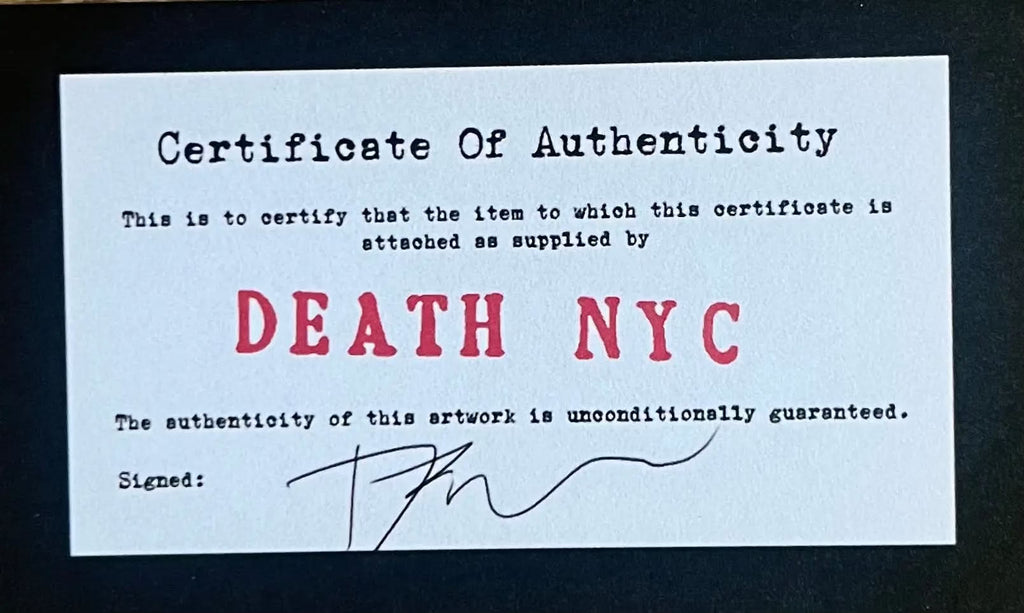 Certificate Of Authenticity
This is to certify that the item to which this certificate is
attached as supplied by
DEATH NYC
The authenticity of this artwork is unconditionally guaranteed.
Signed: